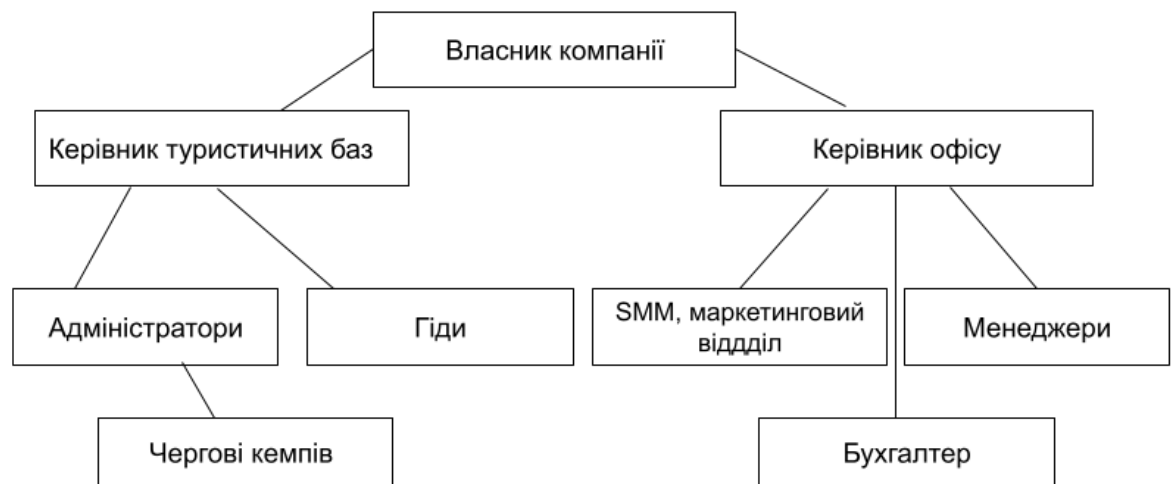 Власник компанії
Керівник туристичних баз
Керівник офісу
Адміністратори
Гіди
SMM, маркетинговий
віддділ
Менеджери
Чергові кемпів
Бухгалтер